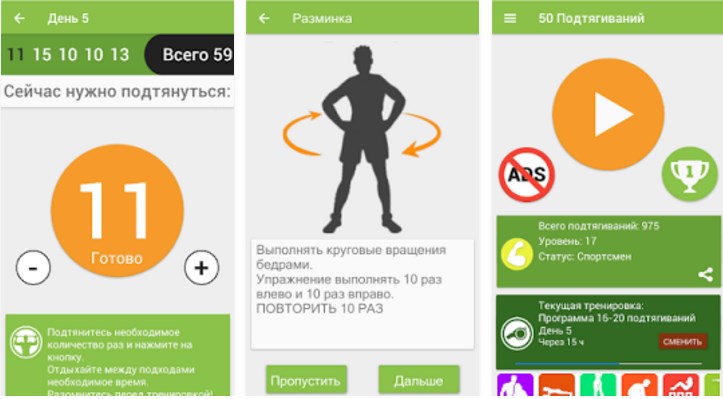 День 5
11 15 10 10 13 Всего 59
Сейчас нужно подтянуться:
11
Готово
- +
Подтянитесь необходимое
количество раз и нажмите на
кнопку.
Отдыхайте между подходами
необходимое время.
Разомнитесь перед тренировкой!
Разминка
Выполнять круговые вращения
бедрами.
Упражнение выполнять 10 раз
влево и 10 раз вправо.
ПОВТОРИТЬ 10 РАЗ
Пропустить Дальше
50 Подтягиваний
ADS
1
Всего подтягиваний: 975
Уровень: 17
Статус: Спортсмен
Текущая тренировка:
Программа 16-20 подтягиваний
День 5
Через 15 ч
СМЕНИТЬ